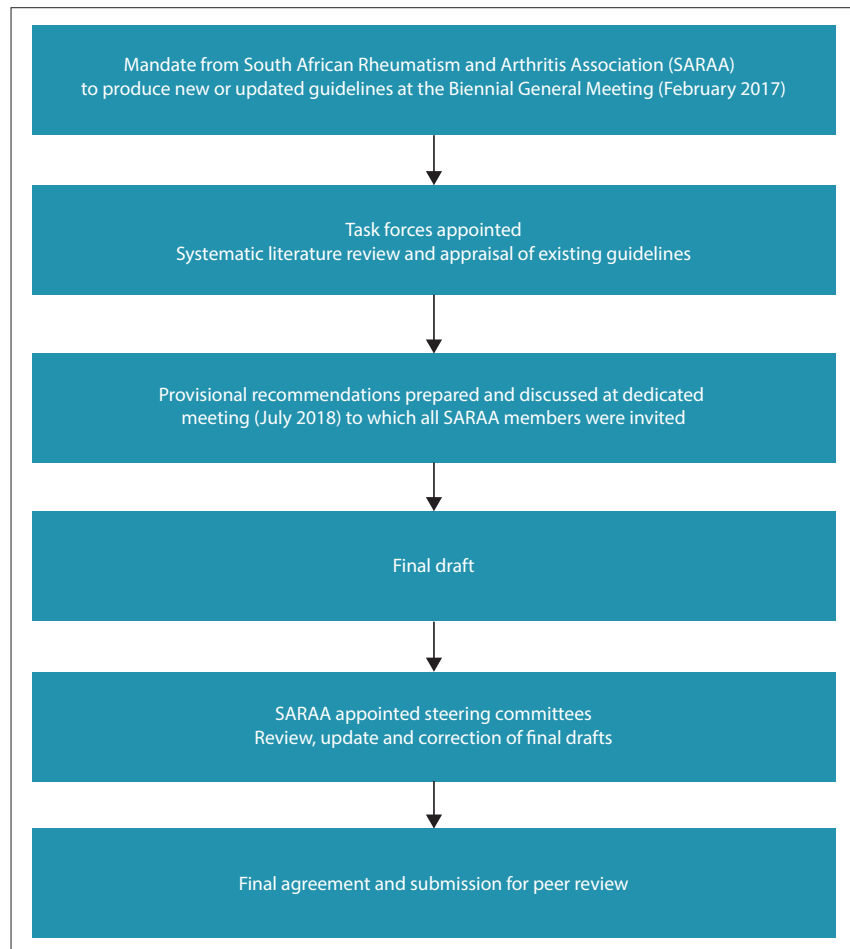 Mandate from South African Rheumatism and Arthritis Association (SARAA)
to produce new or updated guidelines at the Biennial General Meeting (February 2017)
Task forces appointed
Systematic literature review and appraisal of existing guidelines
Provisional recommendations prepared and discussed at dedicated
meeting (July 2018) to which all SARAA members were invited
Final draft
SARAA appointed steering committees
Review, update and correction of final drafts
Final agreement and submission for peer review